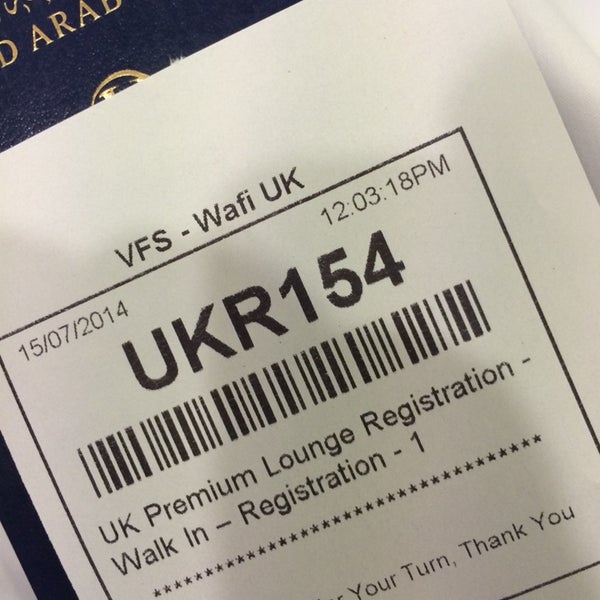 D ARAB
VFS - Wafi UK
15/07/2014 12:03:18PM
UKR154
UK Premium Lounge Registration -
Walk In – Registration - 1
******************************************
Your Turn, Thank You